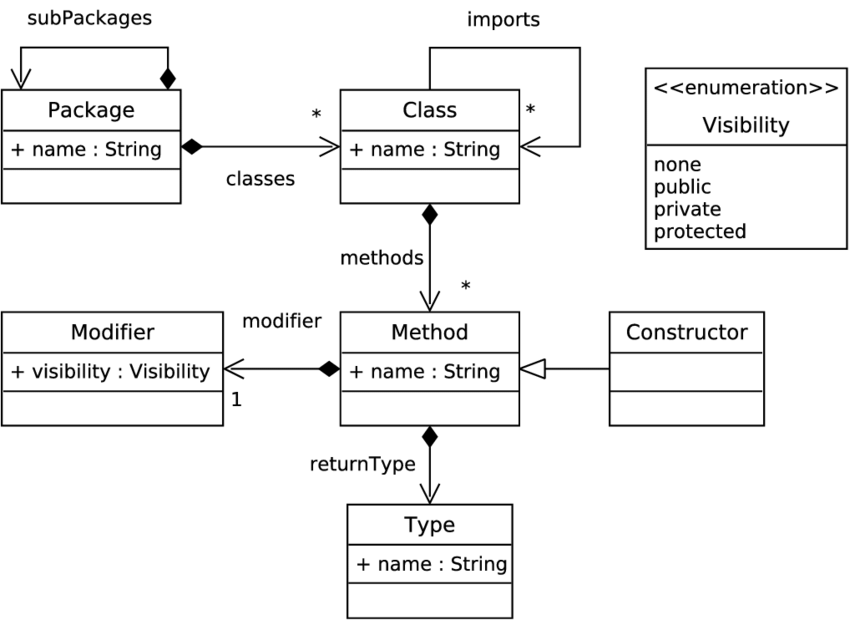 subPackages
imports
Package
+ name : String
*
classes
Class
+ name : String
*
<<enumeration>>
Visibility
none
public
private
protected
methods
*
Modifier
+ visibility : Visibility
modifier
1
Method
+ name : String
Constructor
returnType
Type
+ name : String